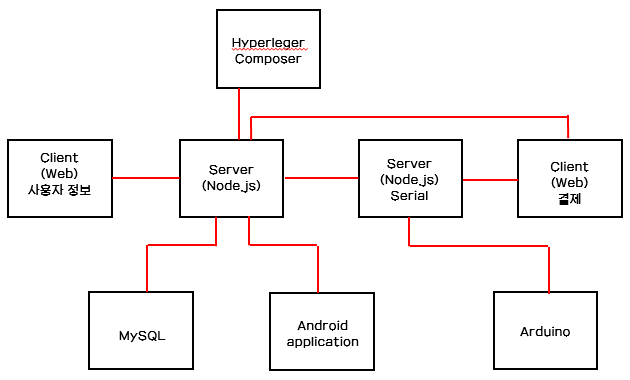 Hyperleger
Composer
Client
(Web)
사용자 정보
Server
(Node.js)
Server
(Node.js)
Serial
Client
(Web)
결제
MySQL
Android
application
Arduino